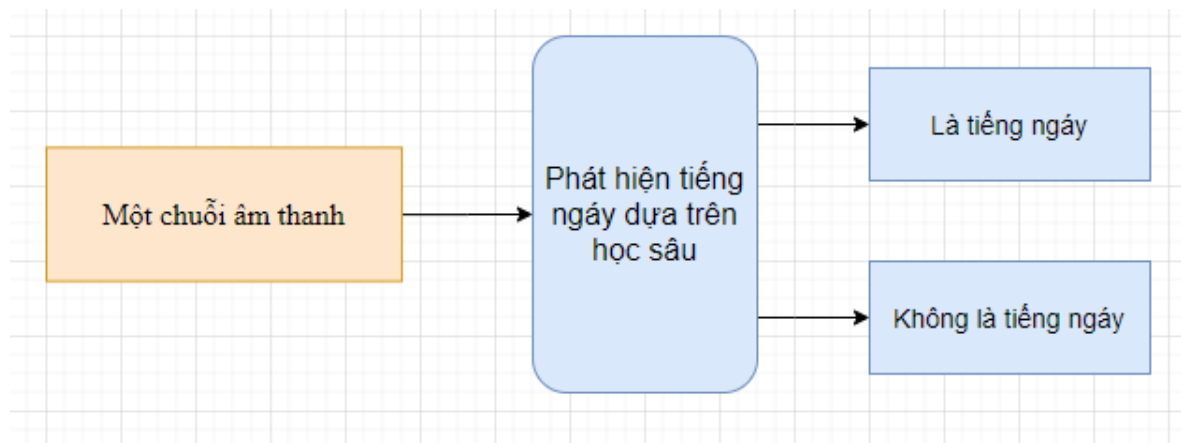 Một chuỗi âm thanh
Phát hiện tiếng
ngáy dựa trên
học sâu
Là tiếng ngáy
Không là tiếng ngáy